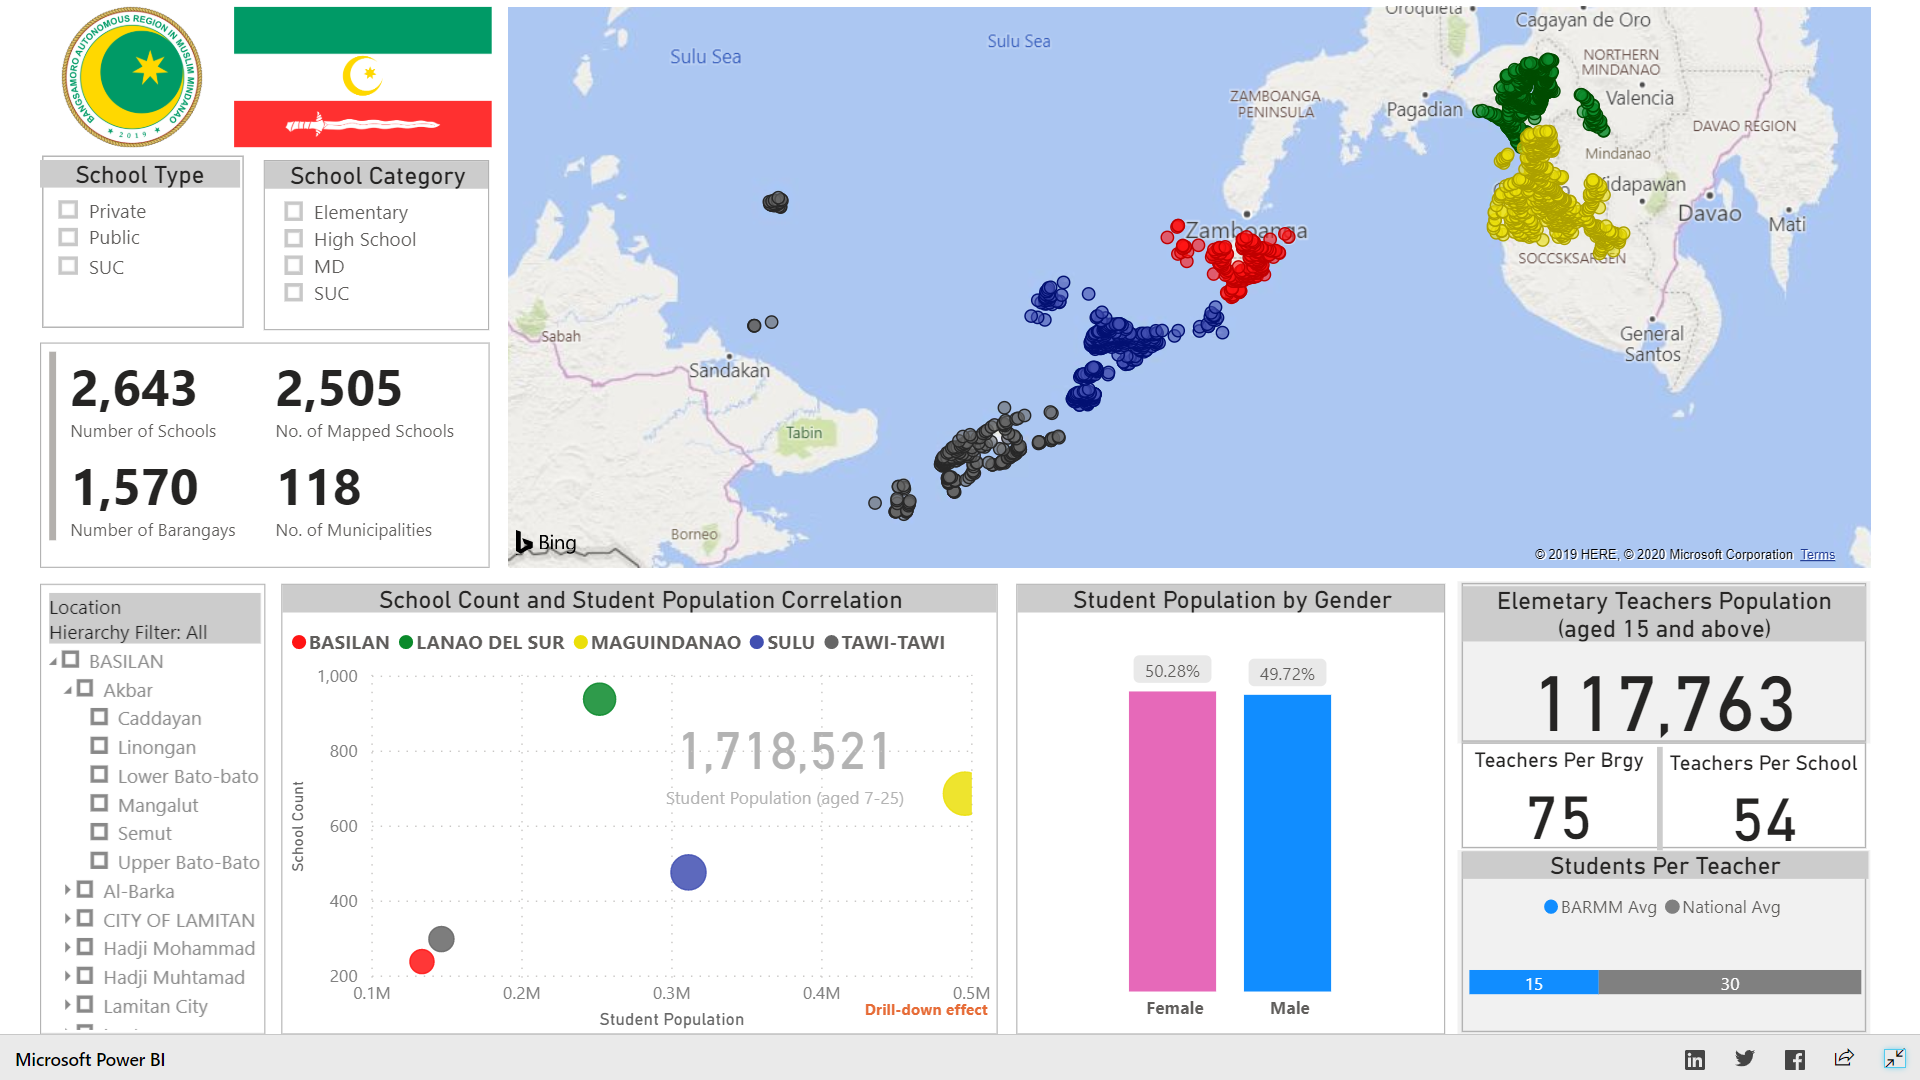 BANGSAMORO AUTONOMOUS REGION IN MUSLIM MINDANAO
★ 2019 ★
School Type
Private
Public
SUC
School Category
Elementary
High School
MD
SUC
2,643
Number of Schools
2,505
No. of Mapped Schools
1,570
Number of Barangays
118
No. of Municipalities
Sulu Sea
Sulu Sea
Oroquieta
Cagayan de Oro
NORTHERN
MINDANAO
Valencia
ZAMBOANGA
PENINSULA
Pagadian
DAVAO REGION
Mindanao
idapawan
Davao
Mati
Zamboanga
SOCCSKSARGEN
General
Santos
Sabah
Sandakan
Tabin
Borneo
Bing
© 2019 HERE, © 2020 Microsoft Corporation Terms
Location
Hierarchy Filter: All
BASILAN
Akbar
Caddayan
Linongan
Lower Bato-bato
Mangalut
Semut
Upper Bato-Bato
Al-Barka
CITY OF LAMITAN
Hadji Mohammad
Hadji Muhtamad
Lamitan City
School Count and Student Population Correlation
BASILAN LANAO DEL SUR MAGUINDANAO SULU TAWI-TAWI
1,000
800
600
400
200
School Count
1,718,521
Student Population (aged 7-25)
0.1M 0.2M 0.3M 0.4M 0.5M
Drill-down effect
Student Population
Student Population by Gender
50.28%
49.72%
Female
Male
Elemetary Teachers Population
(aged 15 and above)
117,763
Teachers Per Brgy
75
Teachers Per School
54
Students Per Teacher
BARMM Avg National Avg
15
30
Microsoft Power BI